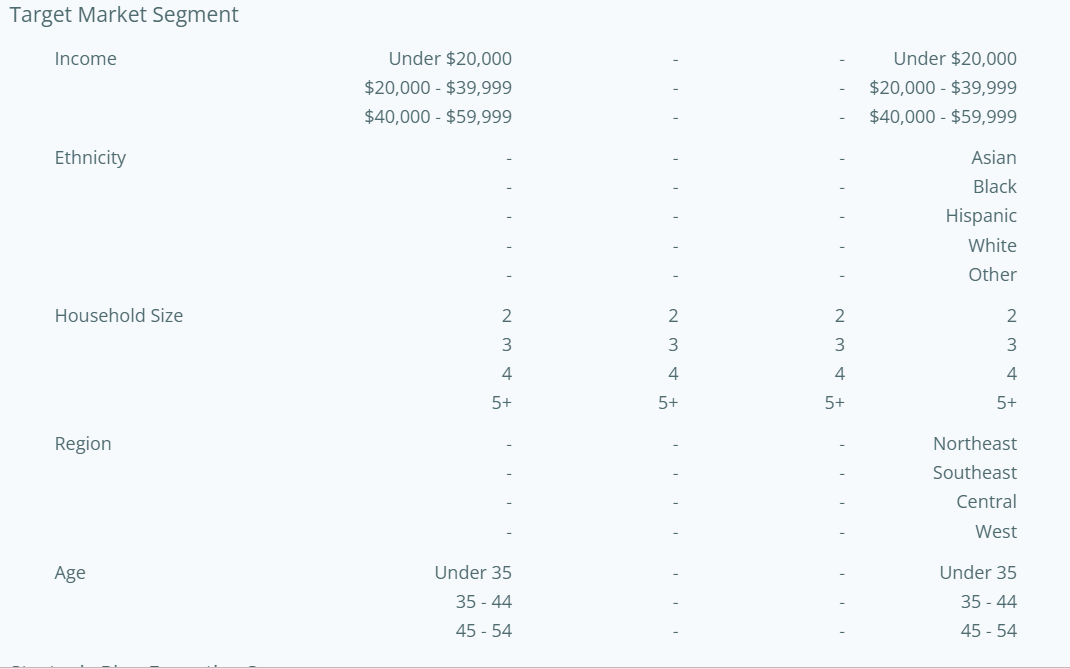 Target Market Segment
Income Under $20,000 - - Under $20,000
$20,000 - $39,999 - - $20,000 - $39,999
$40,000 - $59,999 - - $40,000 - $59,999
Ethnicity - - - Asian
- - - Black
- - - Hispanic
- - - White
- - - Other
Household Size 2 2 2 2
3 3 3 3
4 4 4 4
5+ 5+ 5+ 5+
Region - - - Northeast
- - - Southeast
- - - Central
- - - West
Age Under 35 - - Under 35
35 - 44 - - 35 - 44
45 - 54 - - 45 - 54